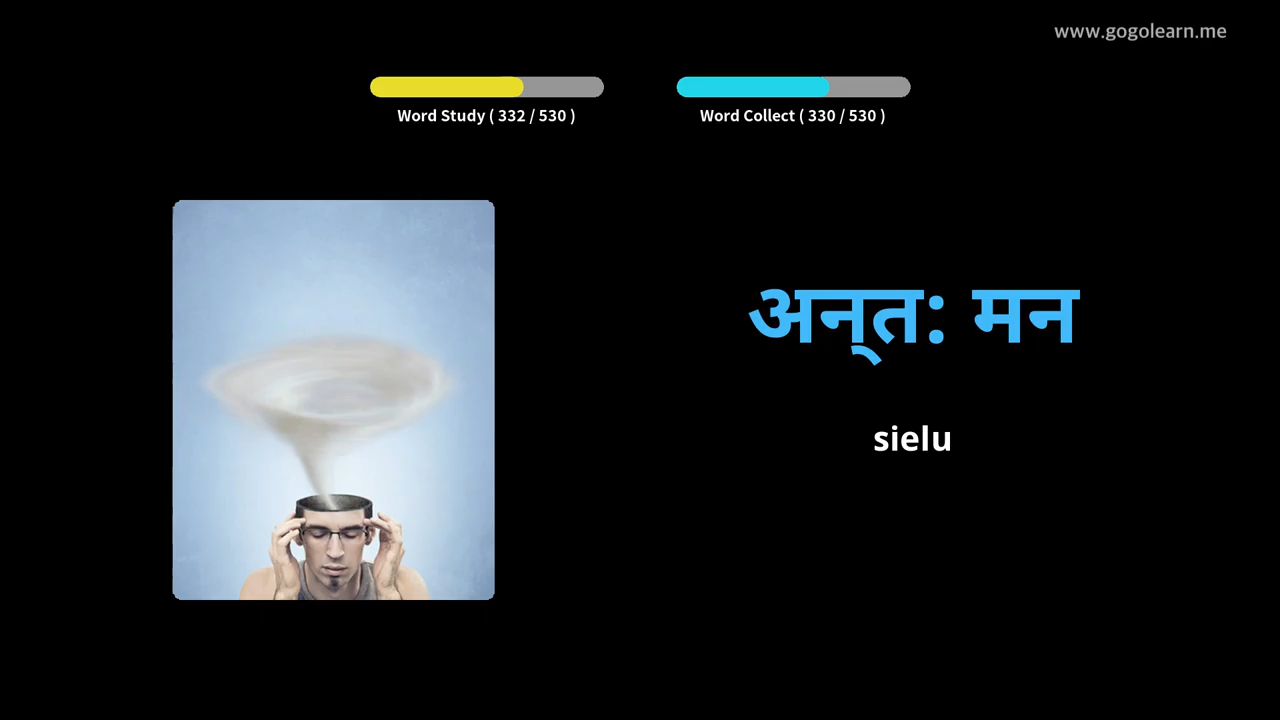 www.gogolearn.me
Word Study ( 332 / 530 )
Word Collect ( 330 / 530 )
अन्‌त: मन
sielu